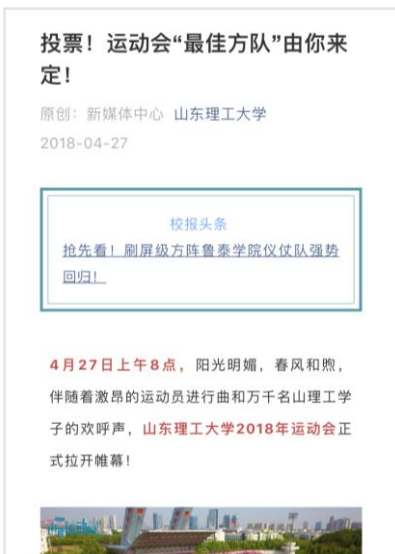 投票！运动会“最佳方队”由你来
定！
原创：新媒体中心 山东理工大学
2018-04-27
校报头条
抢先看！刷屏级方阵鲁泰学院仪仗队强势
回归！
4月27日上午8点，阳光明媚，春风和煦，
伴随着激昂的运动员进行曲和万千名山理工学
子的欢呼声，山东理工大学2018年运动会正
式拉开帷幕！